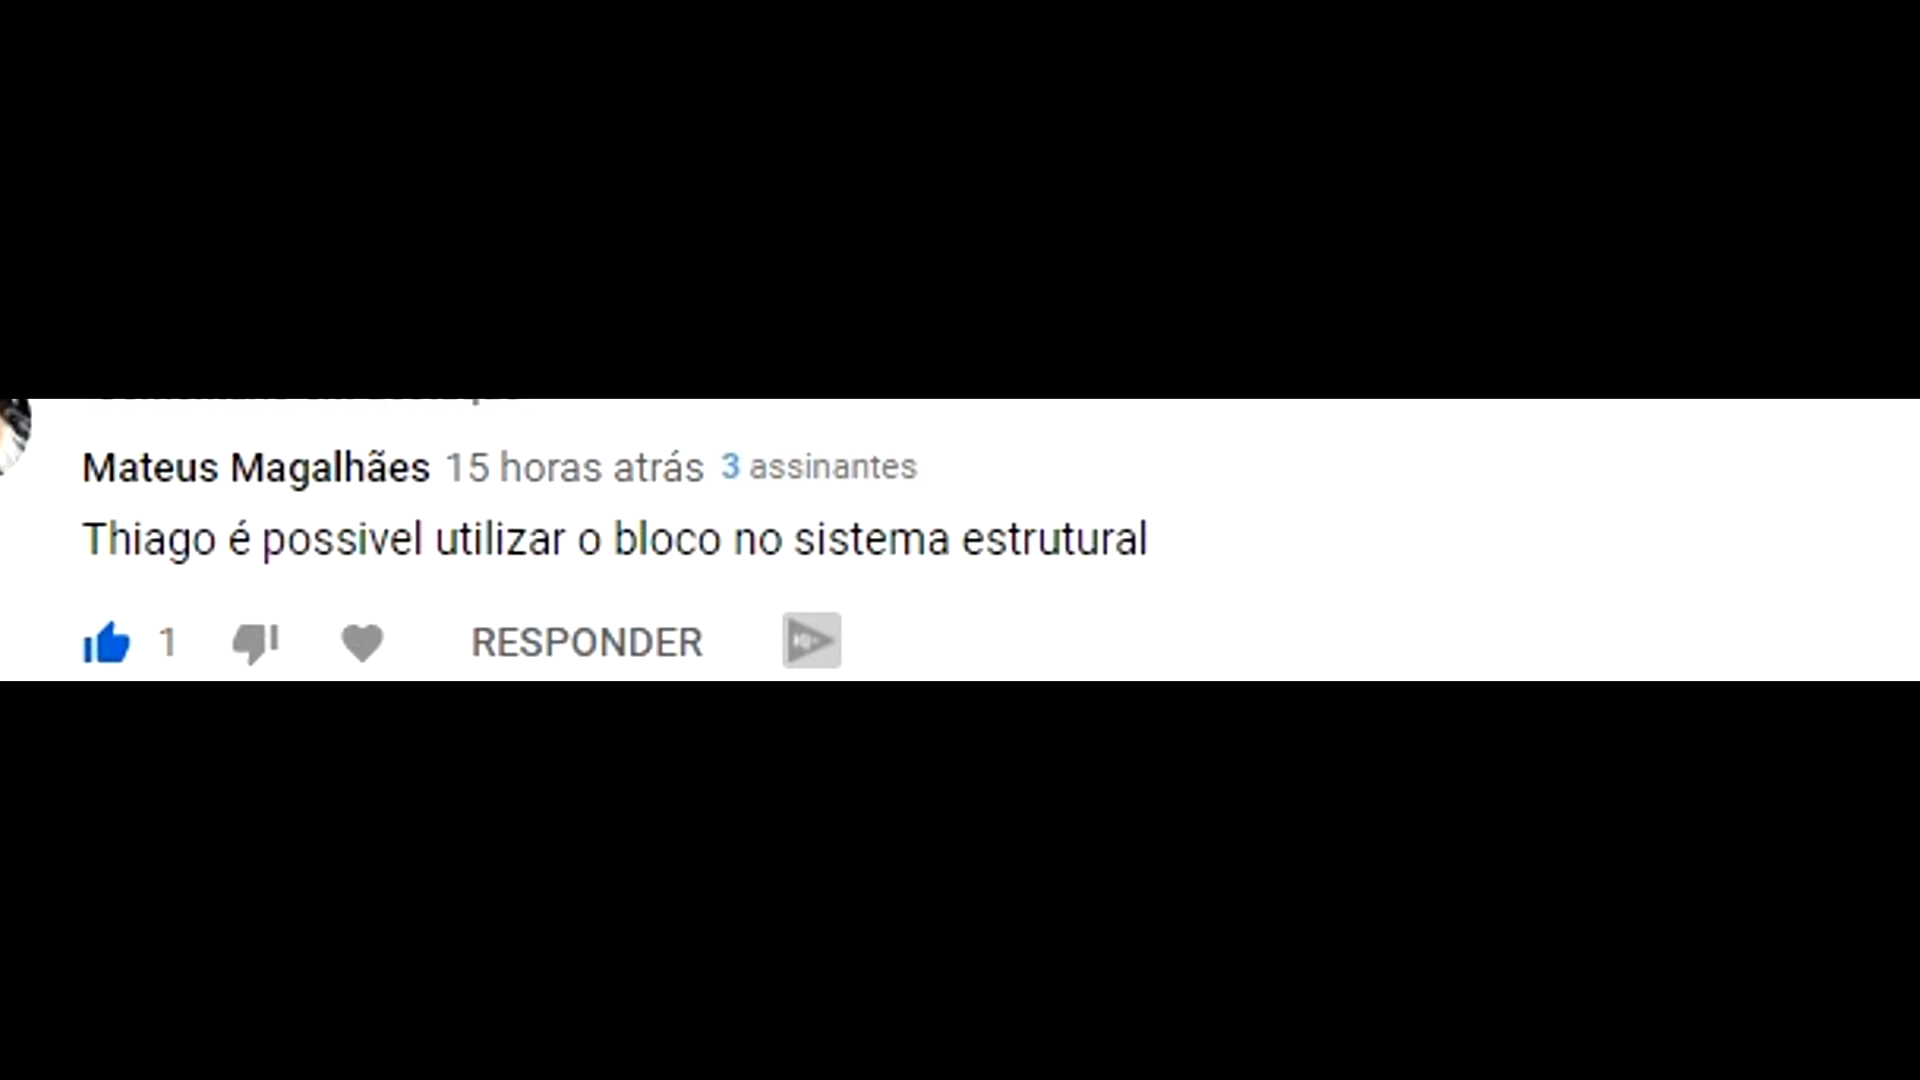 Mateus Magalhães 15 horas atrás 3 assinantes
Thiago é possivel utilizar o bloco no sistema estrutural
1 RESPONDER